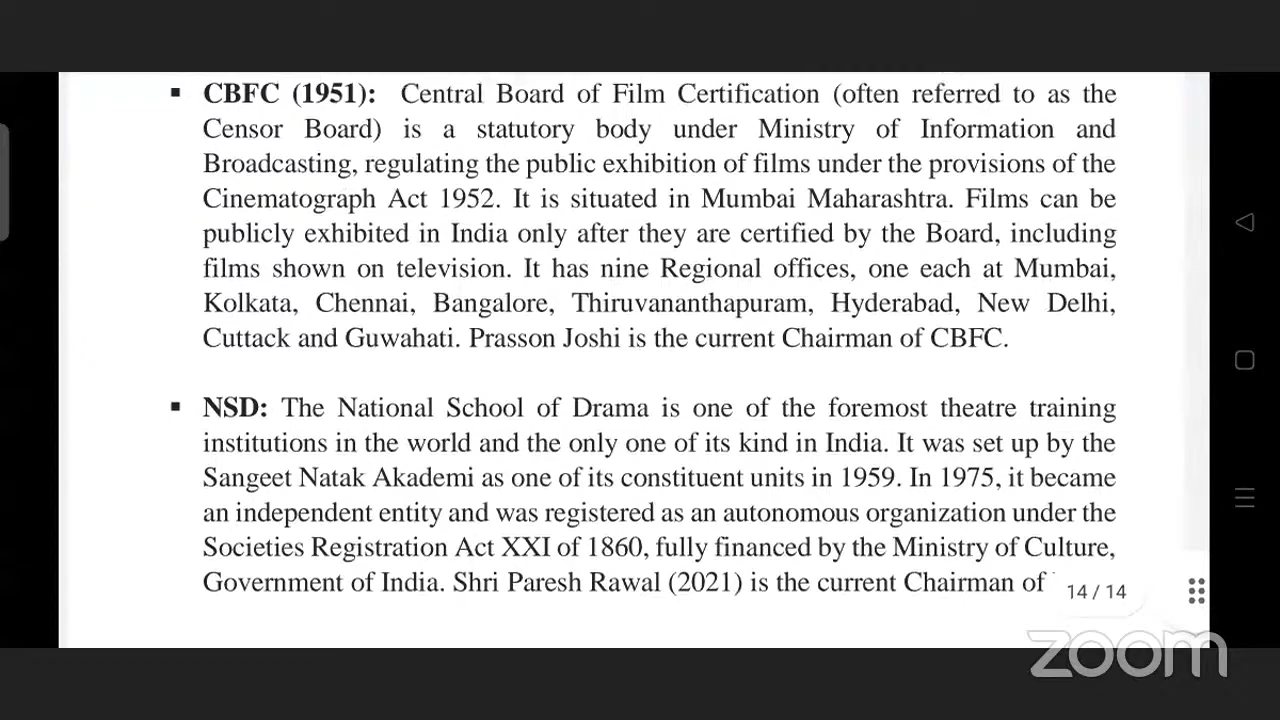 ▪ CBFC (1951): Central Board of Film Certification (often referred to as the
Censor Board) is a statutory body under Ministry of Information and
Broadcasting, regulating the public exhibition of films under the provisions of the
Cinematograph Act 1952. It is situated in Mumbai Maharashtra. Films can be
publicly exhibited in India only after they are certified by the Board, including
films shown on television. It has nine Regional offices, one each at Mumbai,
Kolkata, Chennai, Bangalore, Thiruvananthapuram, Hyderabad, New Delhi,
Cuttack and Guwahati. Prasson Joshi is the current Chairman of CBFC.
▪ NSD: The National School of Drama is one of the foremost theatre training
institutions in the world and the only one of its kind in India. It was set up by the
Sangeet Natak Akademi as one of its constituent units in 1959. In 1975, it became
an independent entity and was registered as an autonomous organization under the
Societies Registration Act XXI of 1860, fully financed by the Ministry of Culture,
Government of India. Shri Paresh Rawal (2021) is the current Chairman of
14 / 14
zoom